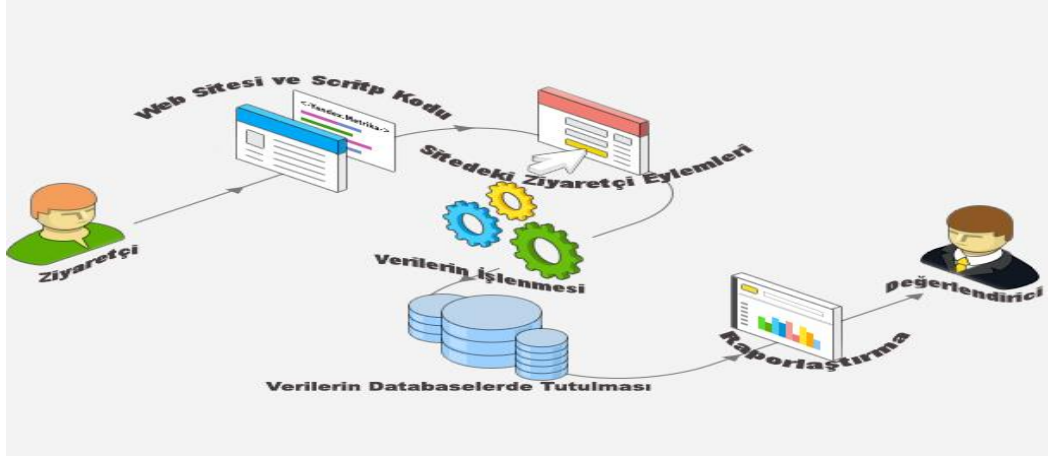 Web Sitesi ve Scritp Kodu
</Yandex.Metrika->
Sitedeki Ziyaretçi Eylemleri
Ziyaretçi
Verilerin İşlenmesi
Değerlendirici
Raporlaştırma
Verilerin Databaselerde Tutulması